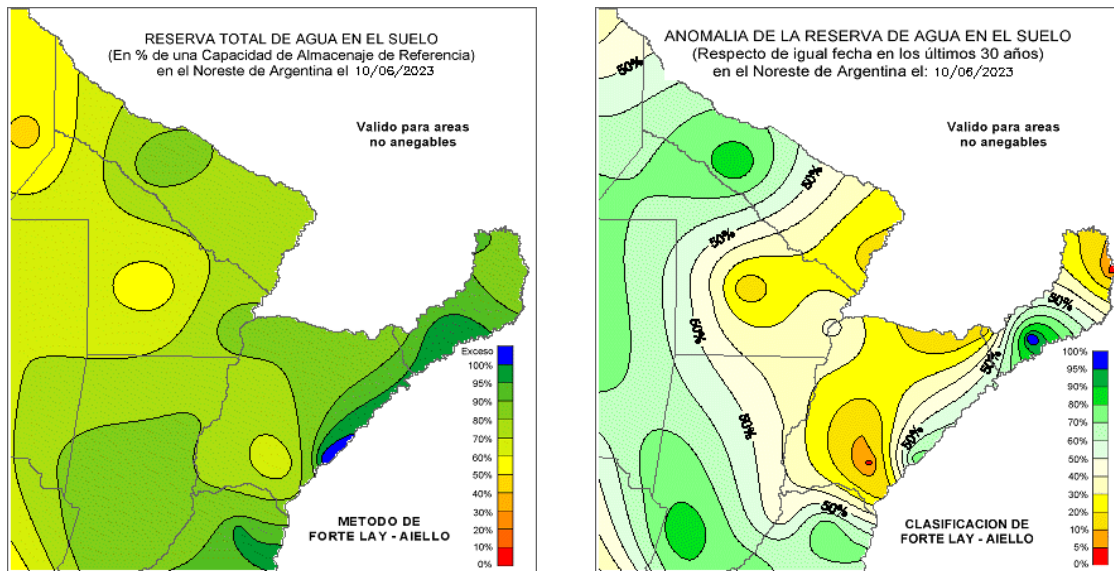 RESERVA TOTAL DE AGUA EN EL SUELO
(En % de una Capacidad de Almacenaje de Referencia)
en el Noreste de Argentina el 10/06/2023
Valido para areas
no anegables
Exceso
100%
95%
90%
80%
70%
60%
50%
40%
30%
20%
10%
0%
METODO DE
FORTE LAY - AIELLO
ANOMALIA DE LA RESERVA DE AGUA EN EL SUELO
(Respecto de igual fecha en los últimos 30 años)
en el Noreste de Argentina el: 10/06/2023
Valido para areas
no anegables
50%
50%
50%
50%
50%
50%
50%
50%
50%
100%
95%
90%
80%
70%
60%
50%
40%
30%
20%
10%
5%
0%
CLASIFICACION DE
FORTE LAY - AIELLO